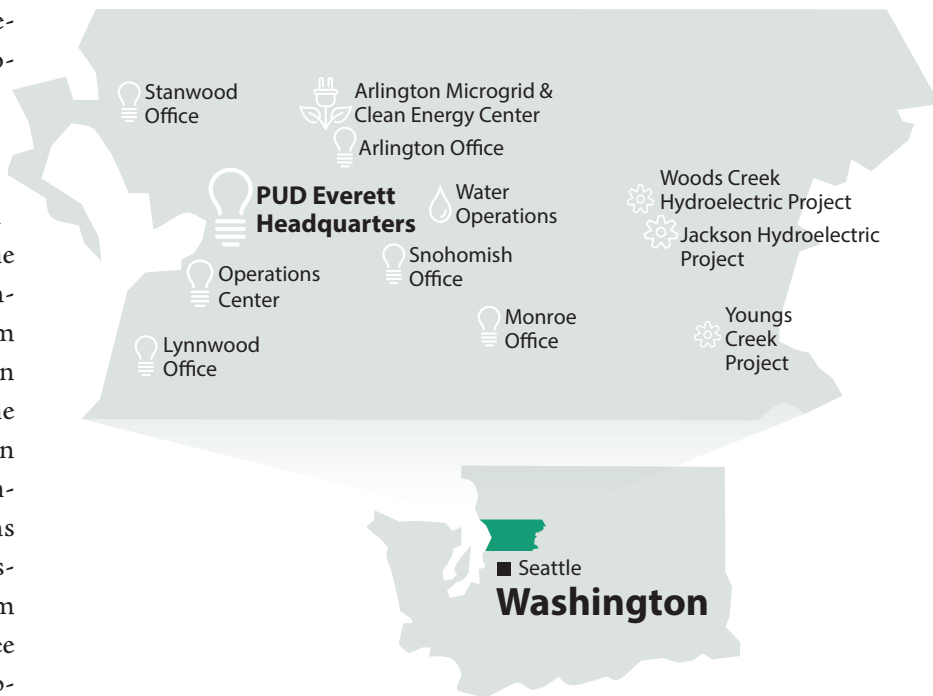 Stanwood
Office
Arlington Microgrid &
Clean Energy Center
Arlington Office
PUD Everett
Headquarters
Water
Operations
Woods Creek
Hydroelectric Project
Jackson Hydroelectric
Project
Snohomish
Office
Operations
Center
Monroe
Office
Youngs
Creek
Project
Lynnwood
Office
Seattle
Washington